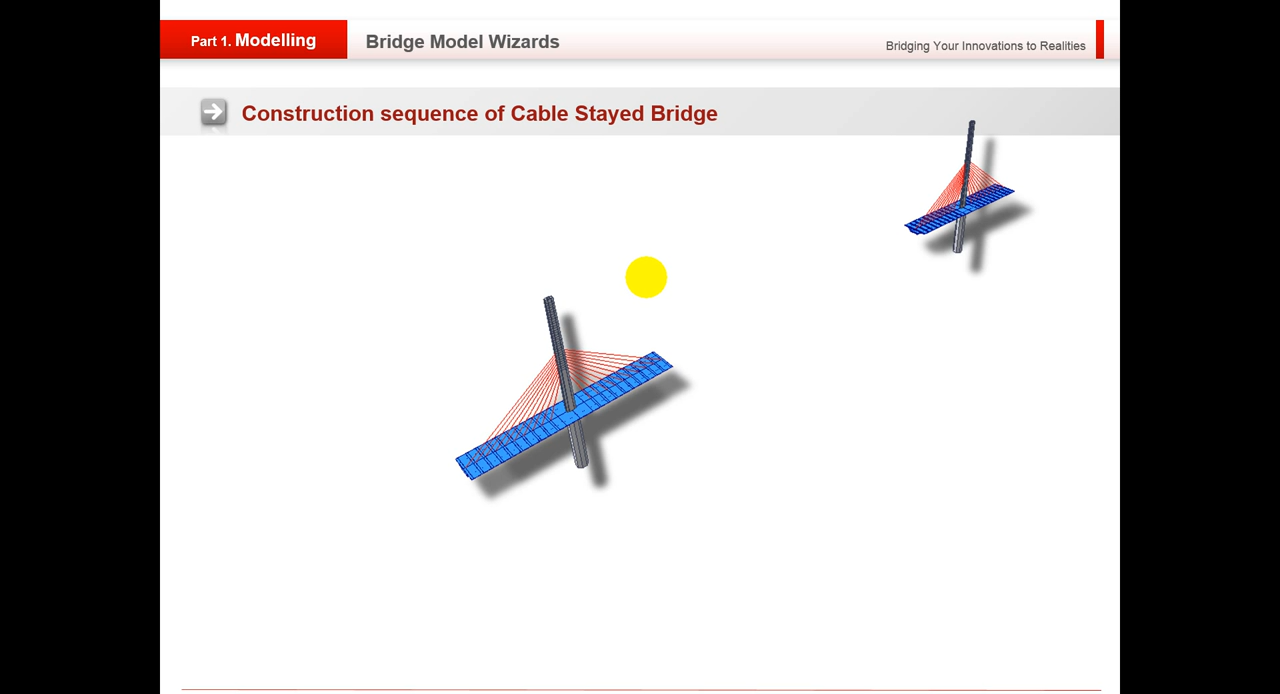 Part 1. Modelling
Bridge Model Wizards
Bridging Your Innovations to Realities
Construction sequence of Cable Stayed Bridge